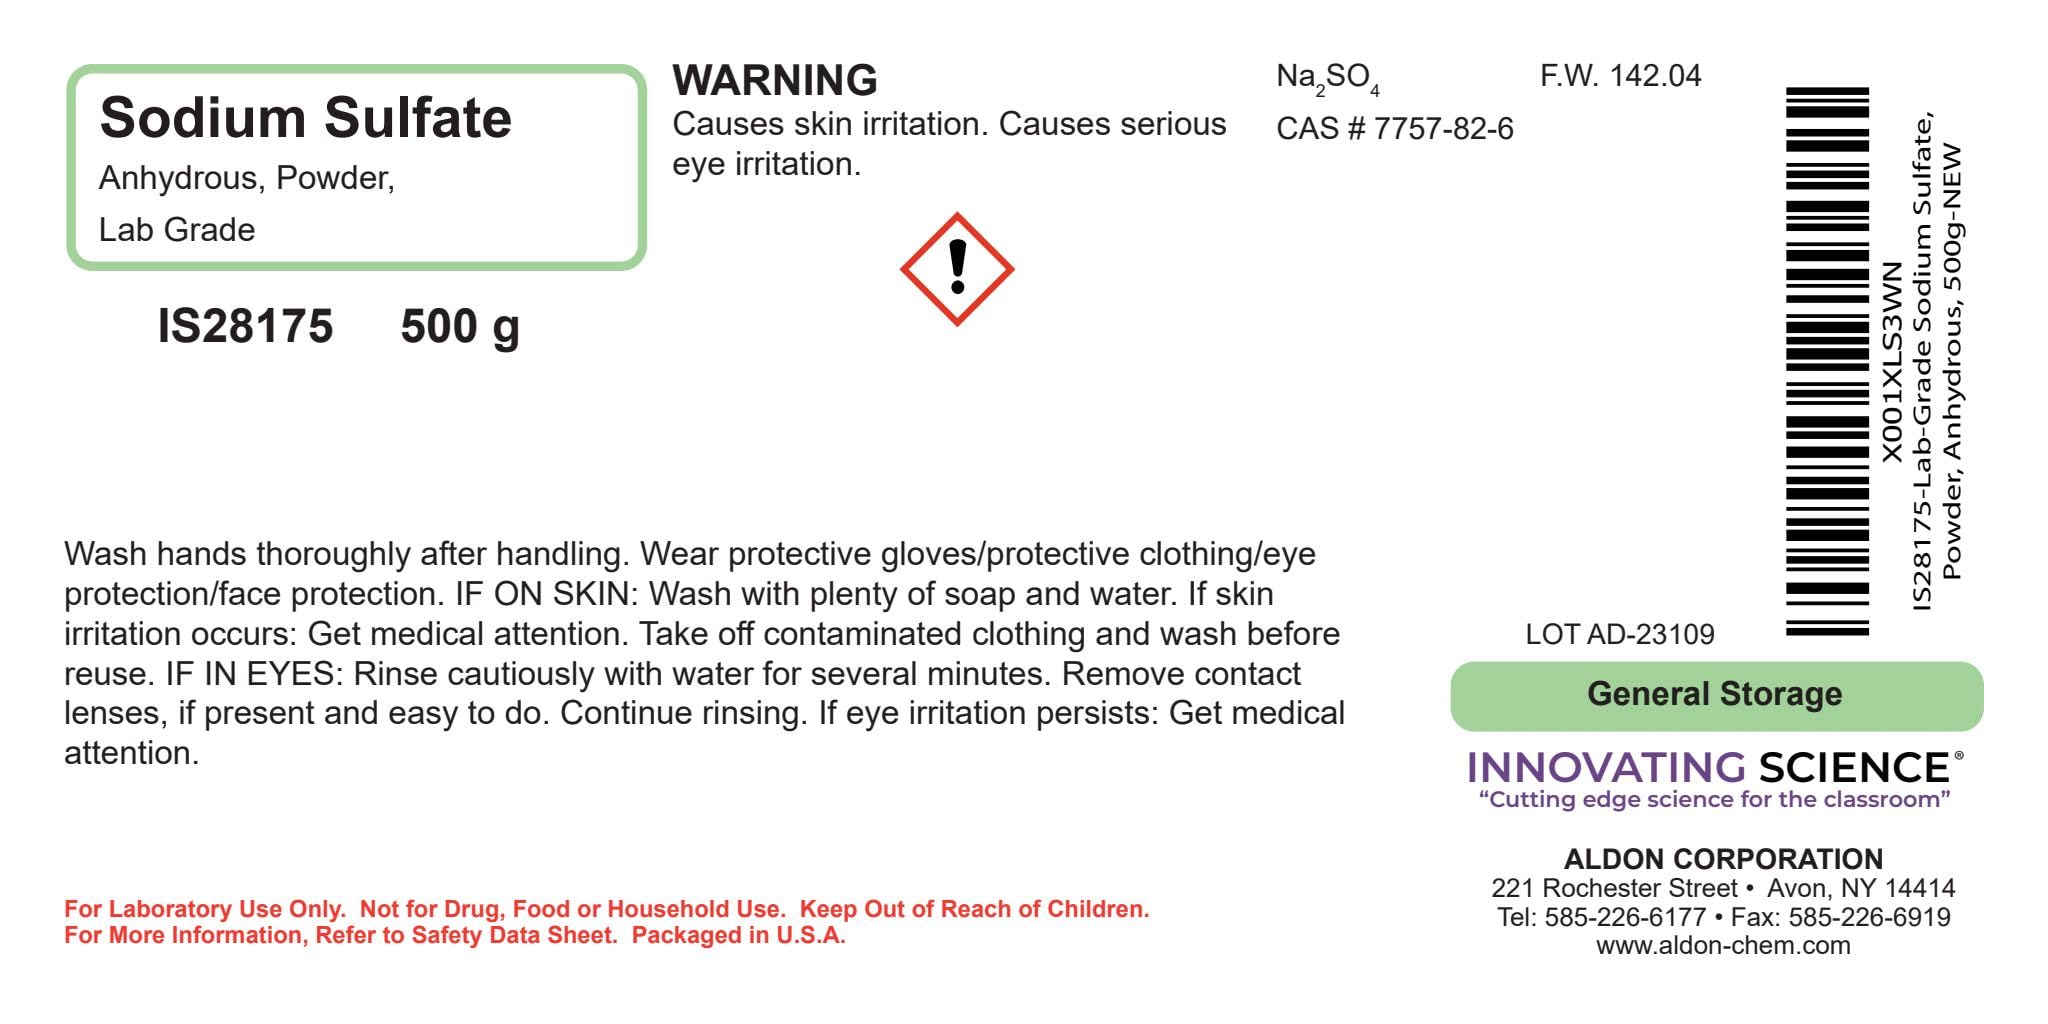 Sodium Sulfate
Anhydrous, Powder,
Lab Grade
IS28175 500 g
WARNING
Causes skin irritation. Causes serious
eye irritation.
Na₂SO₄ F.W. 142.04
CAS # 7757-82-6
Wash hands thoroughly after handling. Wear protective gloves/protective clothing/eye
protection/face protection. IF ON SKIN: Wash with plenty of soap and water. If skin
irritation occurs: Get medical attention. Take off contaminated clothing and wash before
reuse. IF IN EYES: Rinse cautiously with water for several minutes. Remove contact
lenses, if present and easy to do. Continue rinsing. If eye irritation persists: Get medical
attention.
For Laboratory Use Only. Not for Drug, Food or Household Use. Keep Out of Reach of Children.
For More Information, Refer to Safety Data Sheet. Packaged in U.S.A.
X001XLS3WN
IS28175-Lab-Grade Sodium Sulfate,
Powder, Anhydrous, 500g-NEW
LOT AD-23109
General Storage
INNOVATING SCIENCE®
“Cutting edge science for the classroom”
ALDON CORPORATION
221 Rochester Street • Avon, NY 14414
Tel: 585-226-6177 • Fax: 585-226-6919
www.aldon-chem.com